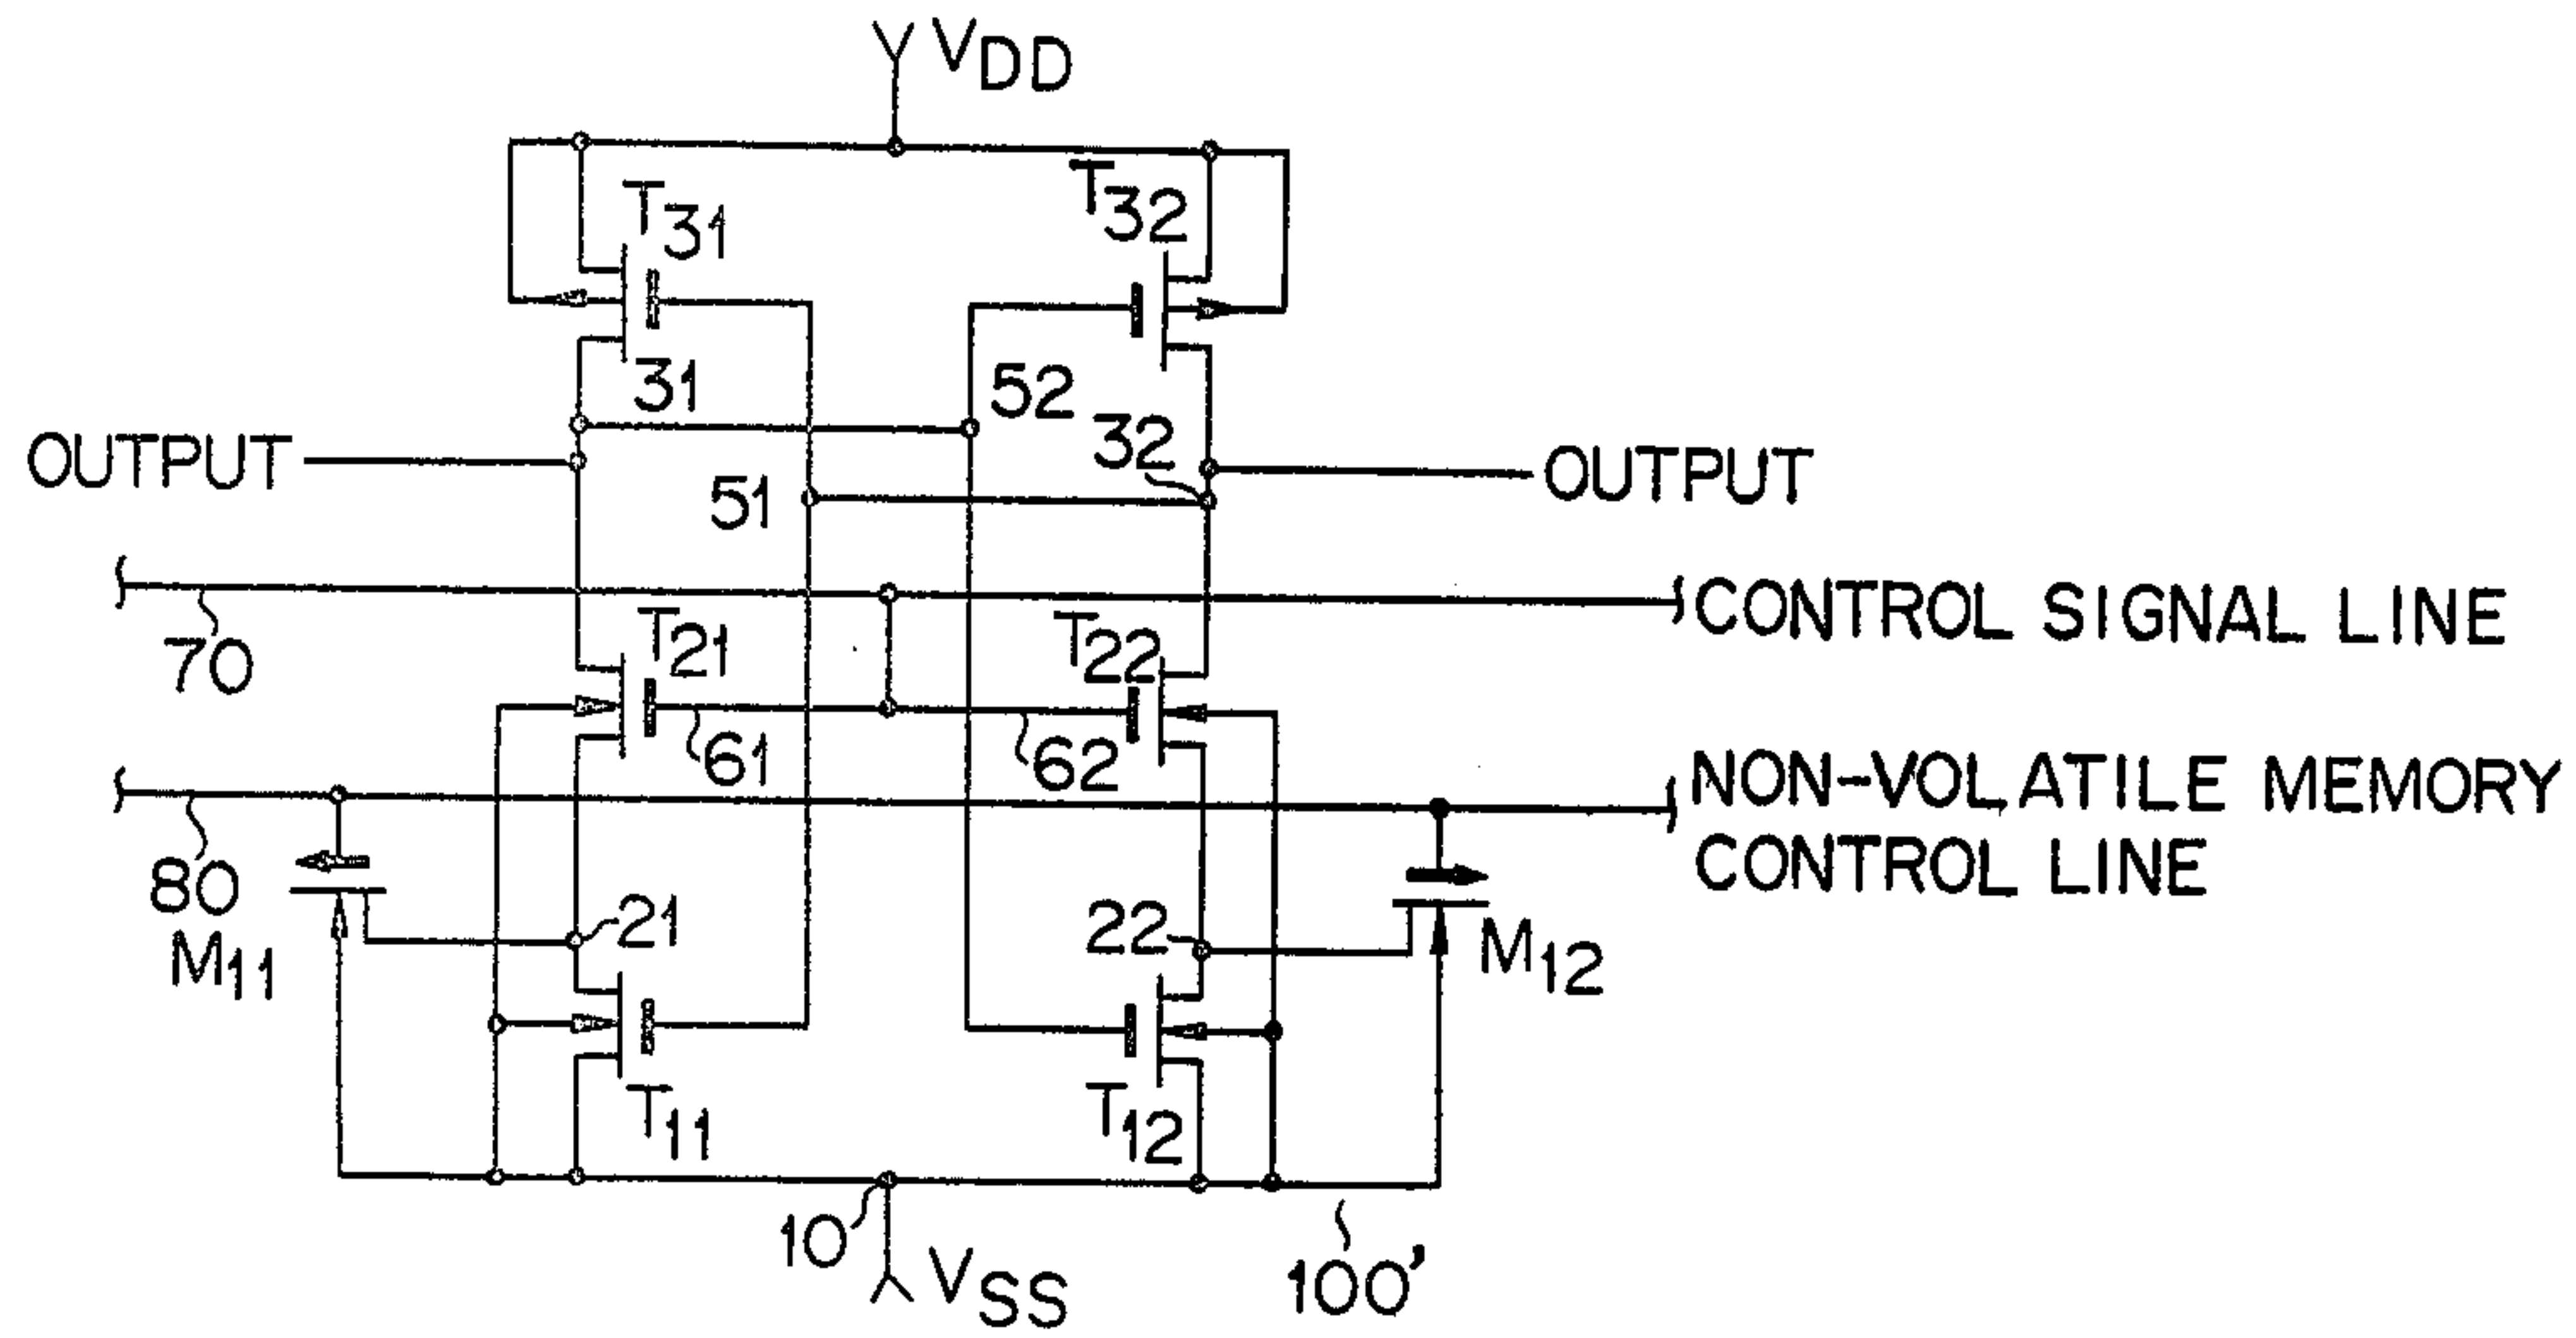 VDD
T31
T32
31
52
32
OUTPUT
51
OUTPUT
CONTROL SIGNAL LINE
70
T21
T22
61
62
NON-VOLATILE MEMORY
CONTROL LINE
80
M11
21
22
M12
T11
T12
10
VSS
100'